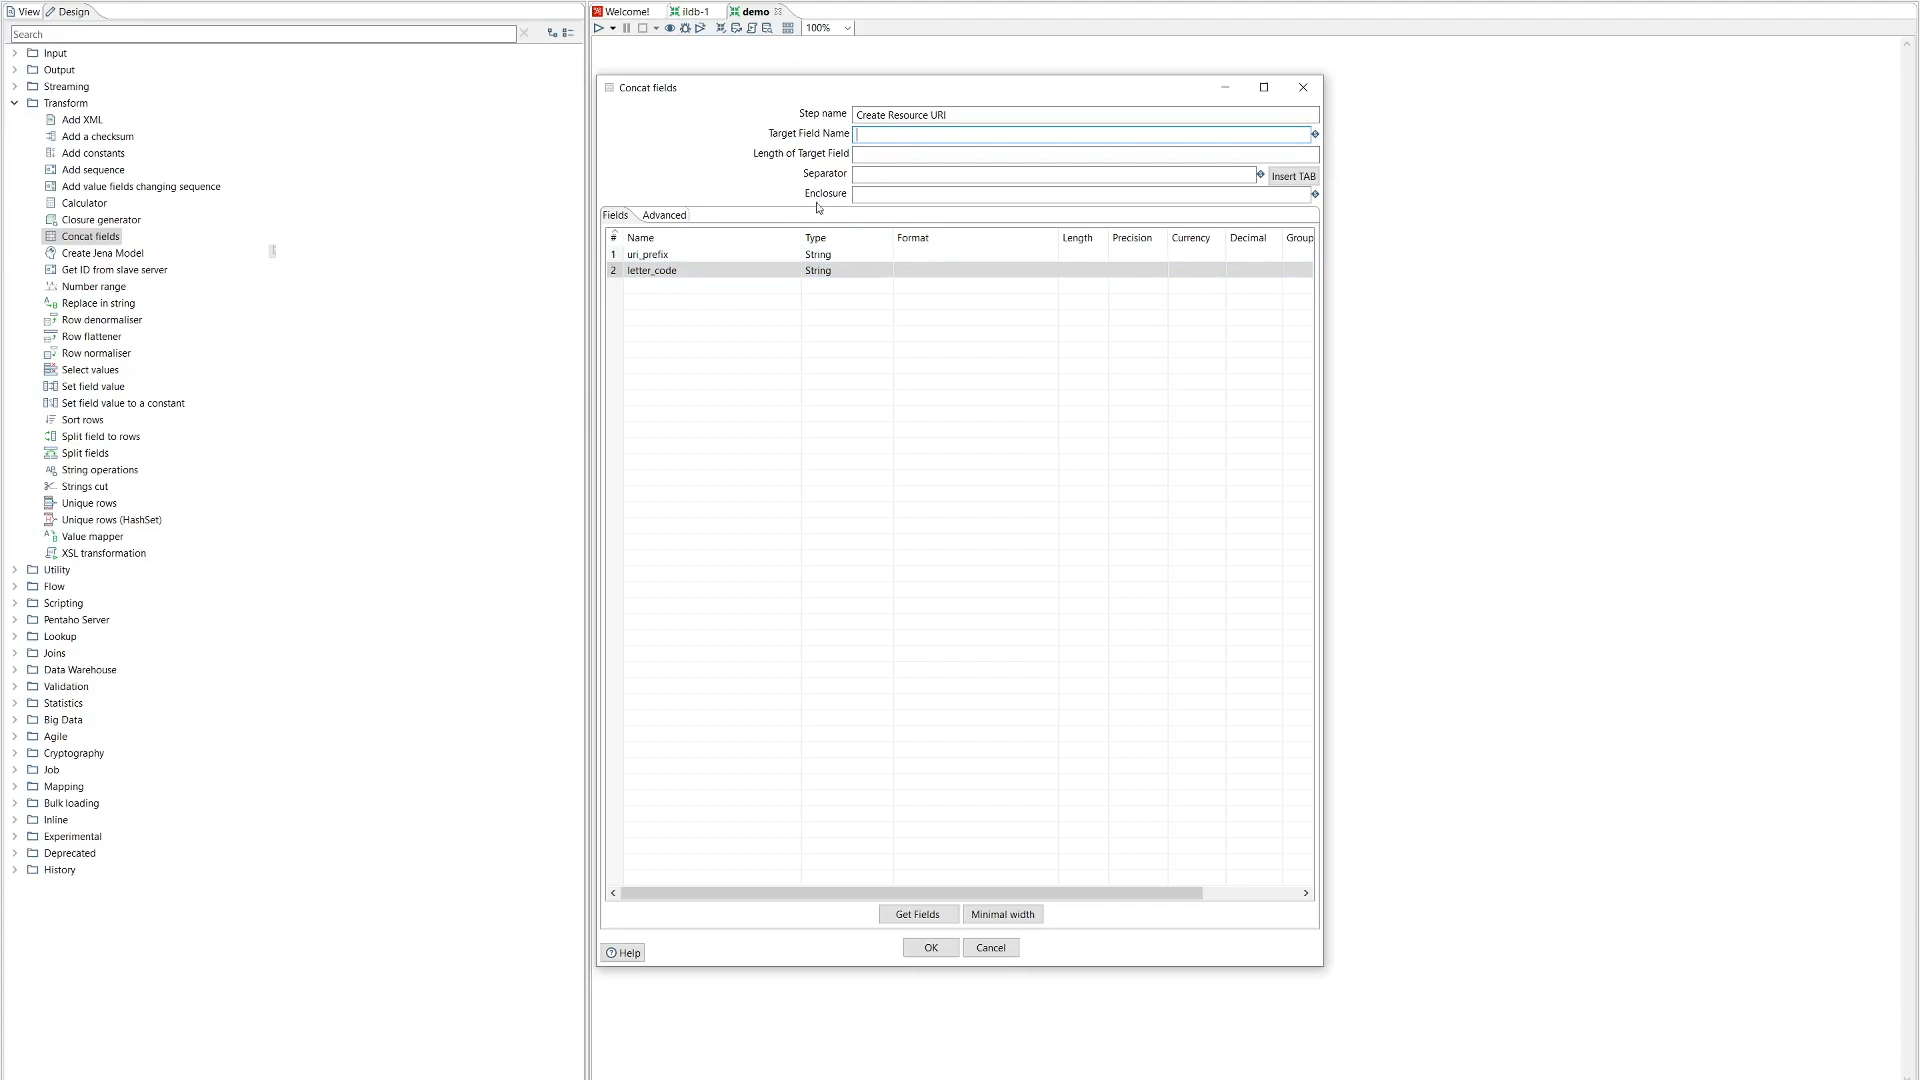 View
Design
Search
Input
Output
Streaming
Transform
Add XML
Add a checksum
Add constants
Add sequence
Add value fields changing sequence
Calculator
Closure generator
Concat fields
Create Jena Model
Get ID from slave server
Number range
Replace in string
Row denormaliser
Row flattener
Row normaliser
Select values
Set field value
Set field value to a constant
Sort rows
Split field to rows
Split fields
String operations
Strings cut
Unique rows
Unique rows (HashSet)
Value mapper
XSL transformation
Utility
Flow
Scripting
Pentaho Server
Lookup
Joins
Data Warehouse
Validation
Statistics
Big Data
Agile
Cryptography
Job
Mapping
Bulk loading
Inline
Experimental
Deprecated
History
Welcome!
ildb-1
demo
100%
Concat fields
Step name Create Resource URI
Target Field Name
Length of Target Field
Separator Insert TAB
Enclosure
Fields Advanced
# Name Type Format Length Precision Currency Decimal Group
1 uri_prefix String
2 letter_code String
Get Fields Minimal width
Help OK Cancel